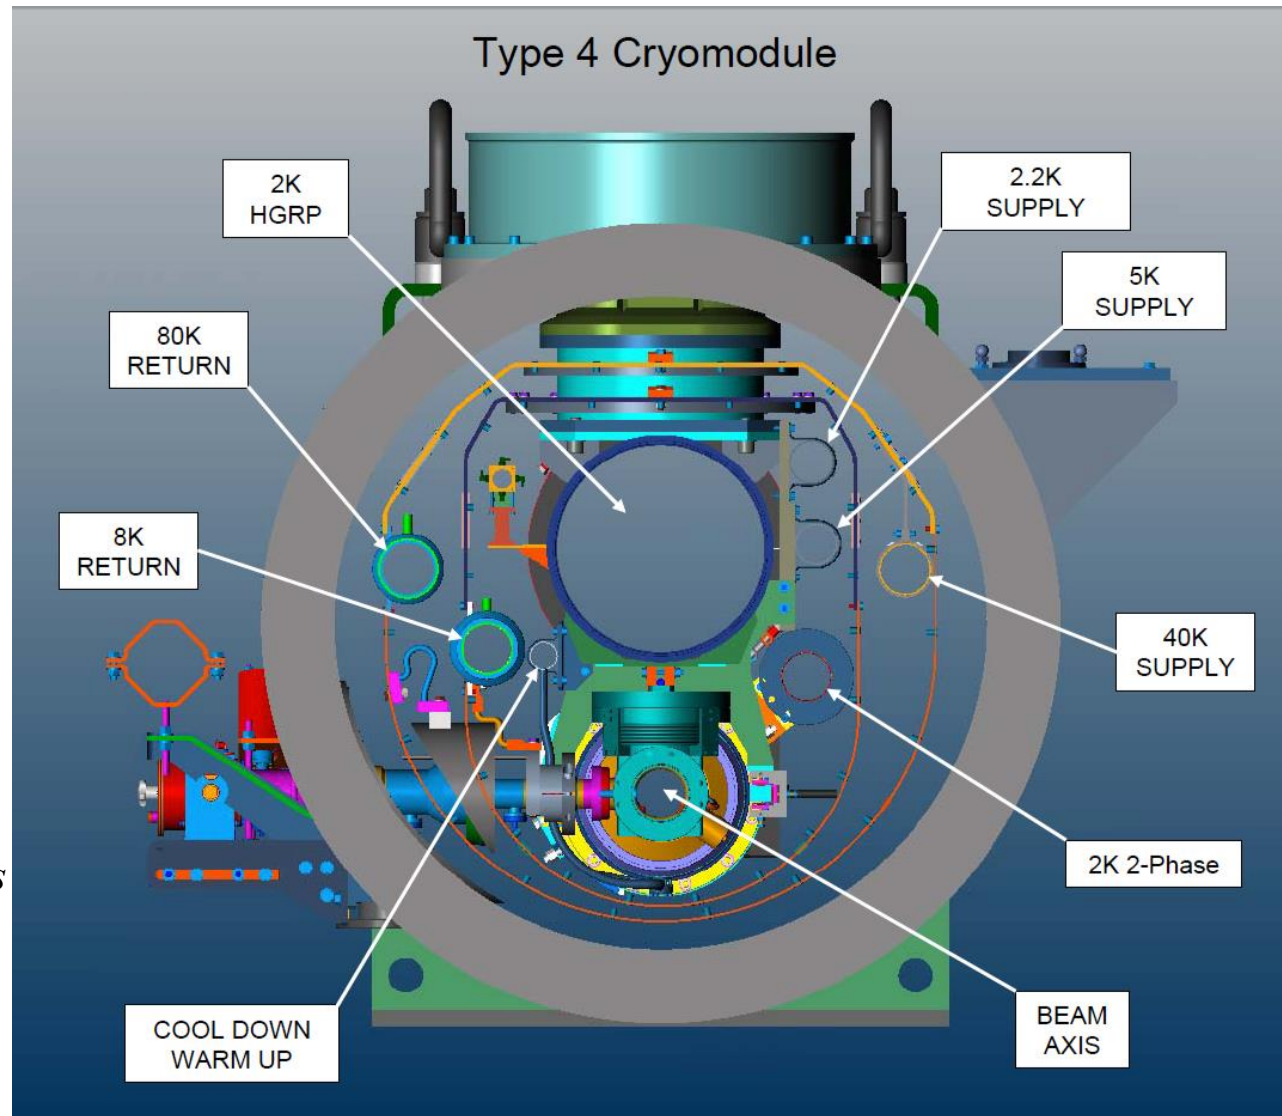 Type 4 Cryomodule
2K
HGRP
2.2K
SUPPLY
5K
SUPPLY
80K
RETURN
8K
RETURN
40K
SUPPLY
2K 2-Phase
s
COOL DOWN
WARM UP
BEAM
AXIS